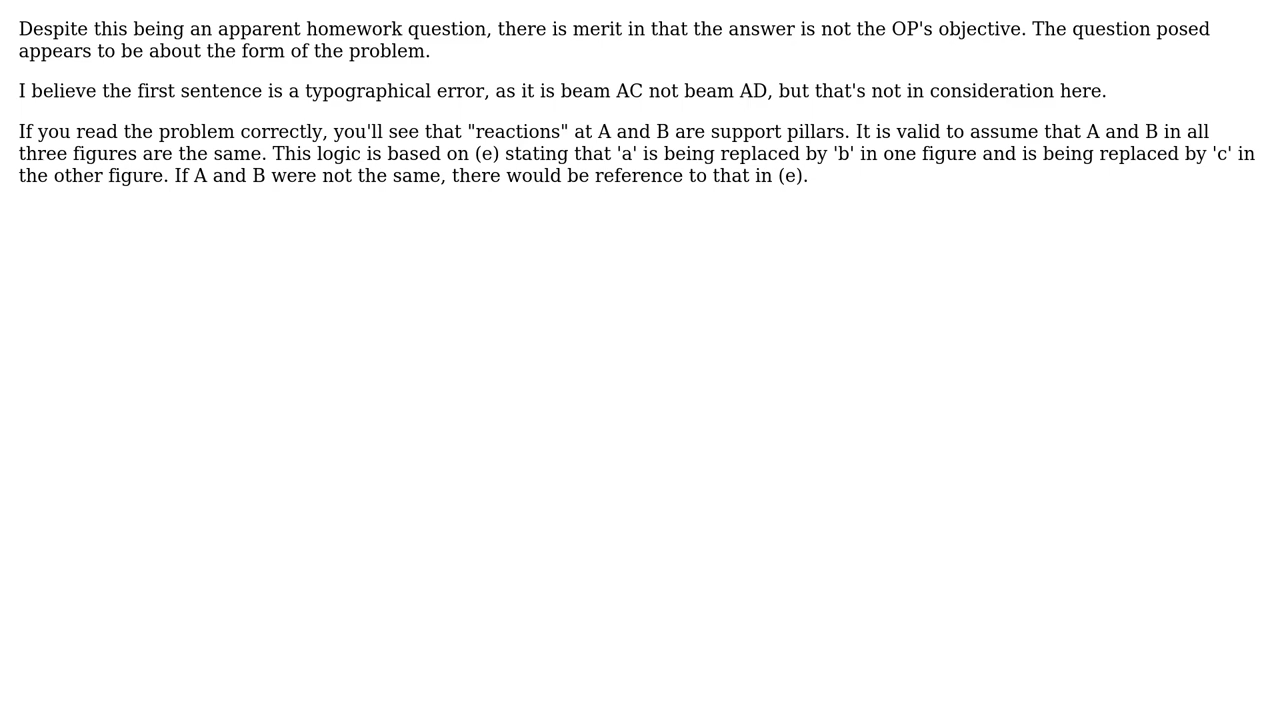 Despite this being an apparent homework question, there is merit in that the answer is not the OP's objective. The question posed
appears to be about the form of the problem.
I believe the first sentence is a typographical error, as it is beam AC not beam AD, but that's not in consideration here.
If you read the problem correctly, you'll see that "reactions" at A and B are support pillars. It is valid to assume that A and B in all
three figures are the same. This logic is based on (e) stating that 'a' is being replaced by 'b' in one figure and is being replaced by 'c' in
the other figure. If A and B were not the same, there would be reference to that in (e).